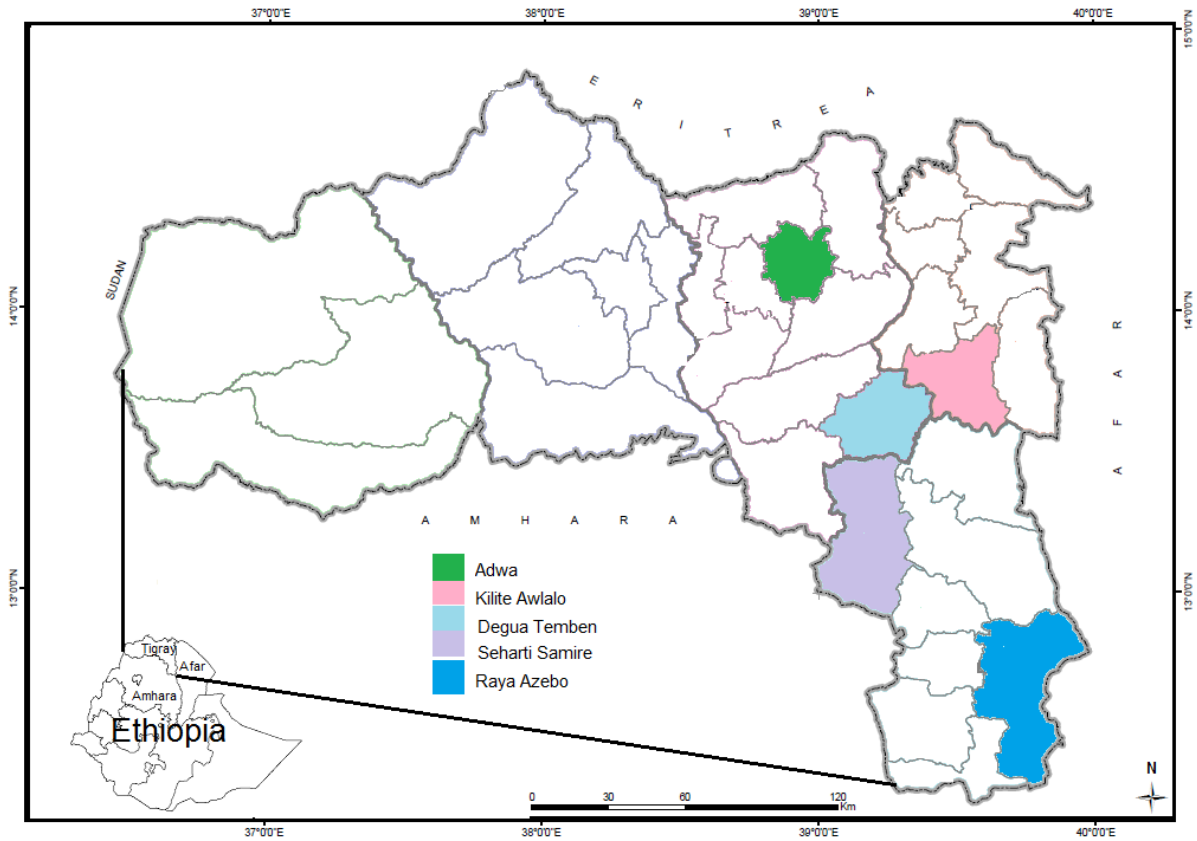 37°0'0"E 38°0'0"E 39°0'0"E 40°0'0"E
15°0'0"N
ERITREA
SUDAN
14°0'0"N 14°0'0"N
AFAR
AMHARA
Adwa
Kilite Awlalo
Degua Temben
Seharti Samire
Raya Azebo
13°0'0"N 13°0'0"N
Tigray
Afar
Amhara
Ethiopia
N
0 30 60 120
Km
37°0'0"E 38°0'0"E 39°0'0"E 40°0'0"E